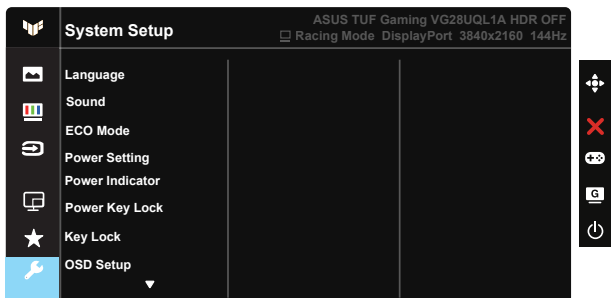 ASUS TUF Gaming VG28UQL1A HDR OFF
System Setup
Racing Mode DisplayPort 3840x2160 144Hz
Language
Sound
ECO Mode
Power Setting
Power Indicator
Power Key Lock
Key Lock
OSD Setup
G